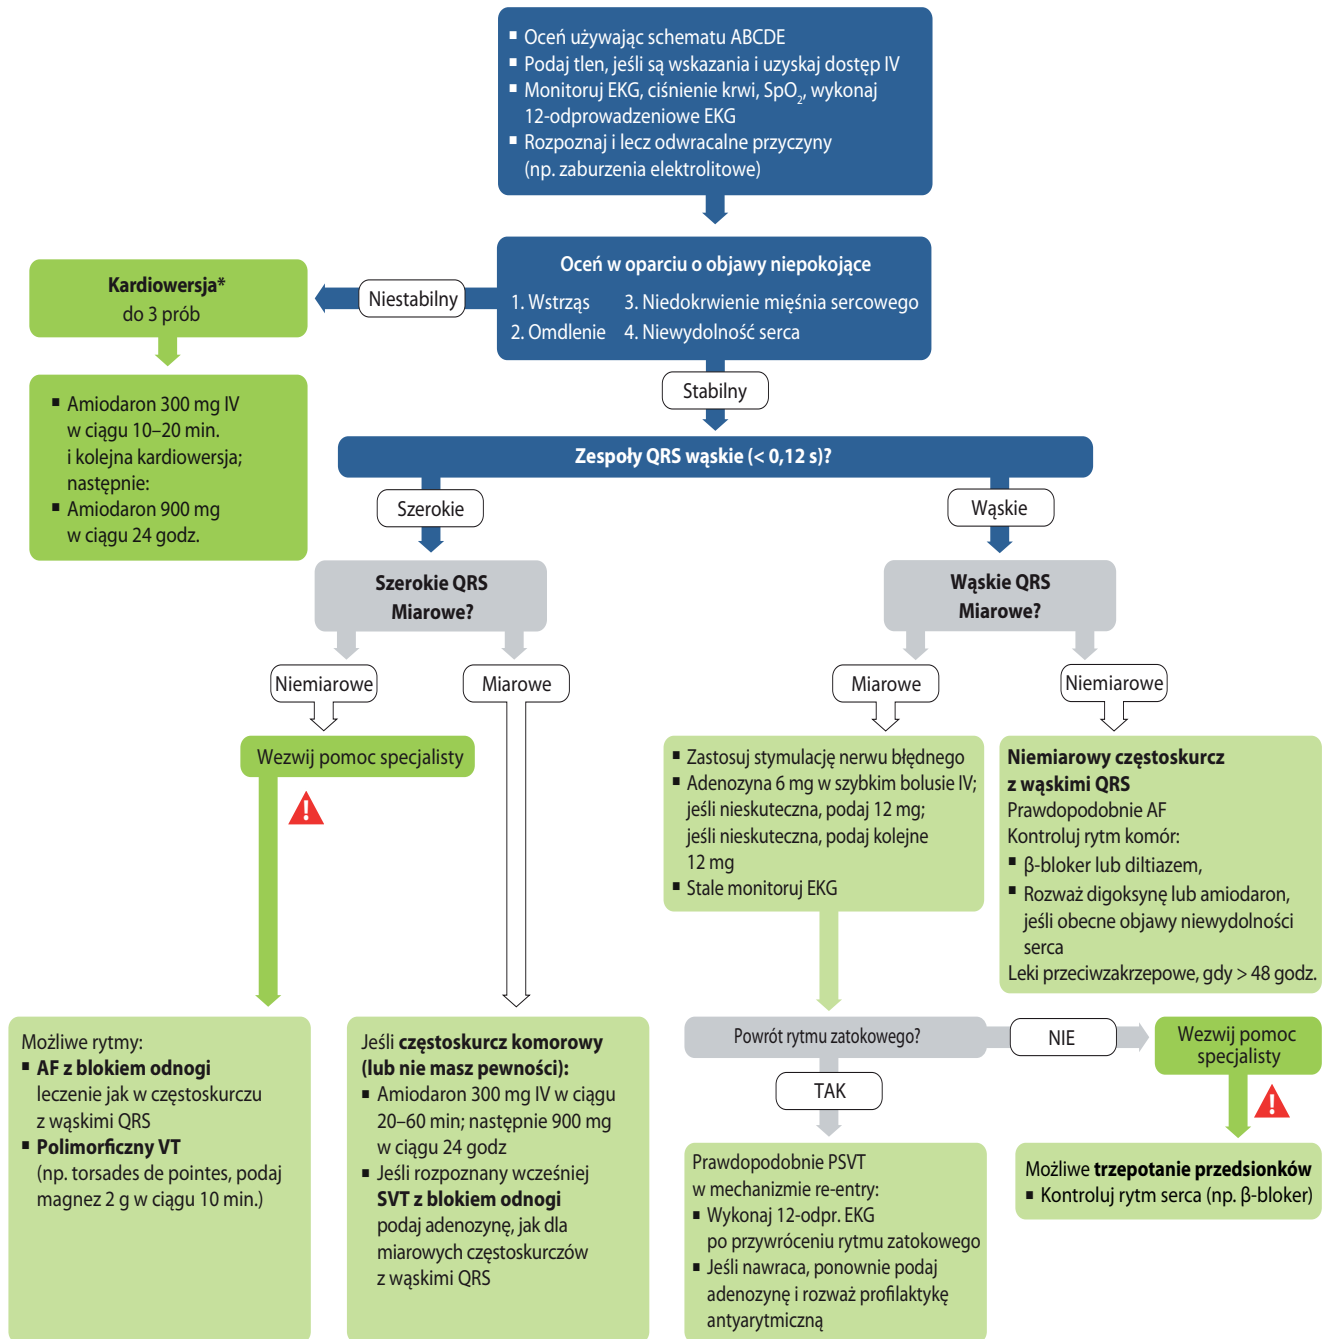 ▪ Oceń używając schematu ABCDE
▪ Podaj tlen, jeśli są wskazania i uzyskaj dostęp IV
▪ Monitoruj EKG, ciśnienie krwi, SpO₂, wykonaj
12-odprowadzeniowe EKG
▪ Rozpoznaj i lecz odwracalne przyczyny
(np. zaburzenia elektrolitowe)
Oceń w oparciu o objawy niepokojące
1. Wstrząs 3. Niedokrwienie mięśnia sercowego
2. Omdlenie 4. Niewydolność serca
Niestabilny
Kardiowersja*
do 3 prób
▪ Amiodaron 300 mg IV
w ciągu 10–20 min.
i kolejna kardiowersja;
następnie:
▪ Amiodaron 900 mg
w ciągu 24 godz.
Stabilny
Zespoły QRS wąskie (< 0,12 s)?
Szerokie
Wąskie
Szerokie QRS
Miarowe?
Wąskie QRS
Miarowe?
Niemiarowe
Miarowe
Miarowe
Niemiarowe
Wezwij pomoc specjalisty
!
▪ Zastosuj stymulację nerwu błędnego
▪ Adenozyna 6 mg w szybkim bolusie IV;
jeśli nieskuteczna, podaj 12 mg;
jeśli nieskuteczna, podaj kolejne
12 mg
▪ Stale monitoruj EKG
Niemiarowy częstoskurcz
z wąskimi QRS
Prawdopodobnie AF
Kontroluj rytm komór:
▪ β-bloker lub diltiazem,
▪ Rozważ digoksynę lub amiodaron,
jeśli obecne objawy niewydolności
serca
Leki przeciwzakrzepowe, gdy > 48 godz.
Możliwe rytmy:
▪ AF z blokiem odnogi
leczenie jak w częstoskurczu
z wąskimi QRS
▪ Polimorficzny VT
(np. torsades de pointes, podaj
magnez 2 g w ciągu 10 min.)
Jeśli częstoskurcz komorowy
(lub nie masz pewności):
▪ Amiodaron 300 mg IV w ciągu
20–60 min; następnie 900 mg
w ciągu 24 godz
▪ Jeśli rozpoznany wcześniej
SVT z blokiem odnogi
podaj adenozynę, jak dla
miarowych częstoskurczów
z wąskimi QRS
Powrót rytmu zatokowego?
NIE
Wezwij pomoc
specjalisty
!
TAK
Prawdopodobnie PSVT
w mechanizmie re-entry:
▪ Wykonaj 12-odpr. EKG
po przywróceniu rytmu zatokowego
▪ Jeśli nawraca, ponownie podaj
adenozynę i rozważ profilaktykę
antyarytmiczną
Możliwe trzepotanie przedsionków
▪ Kontroluj rytm serca (np. β-bloker)